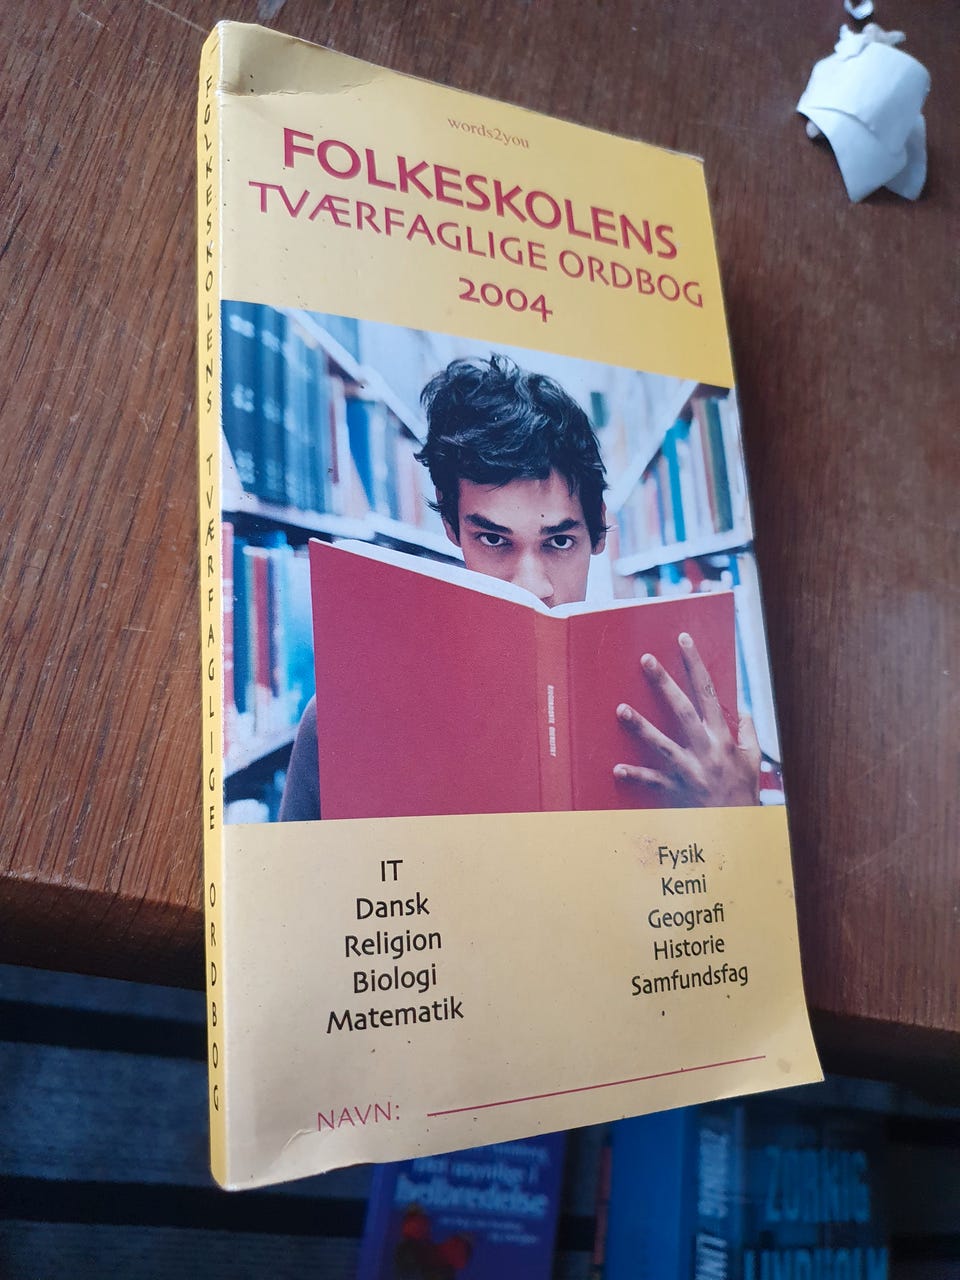 words2you
FOLKESKOLENS
TVÆRFAGLIGE ORDBOG
2004
IT
Dansk
Religion
Biologi
Matematik
Fysik
Kemi
Geografi
Historie
Samfundsfag
NAVN:
FOLKESKOLENS TVÆRFAGLIGE ORDBOG
helbredelse